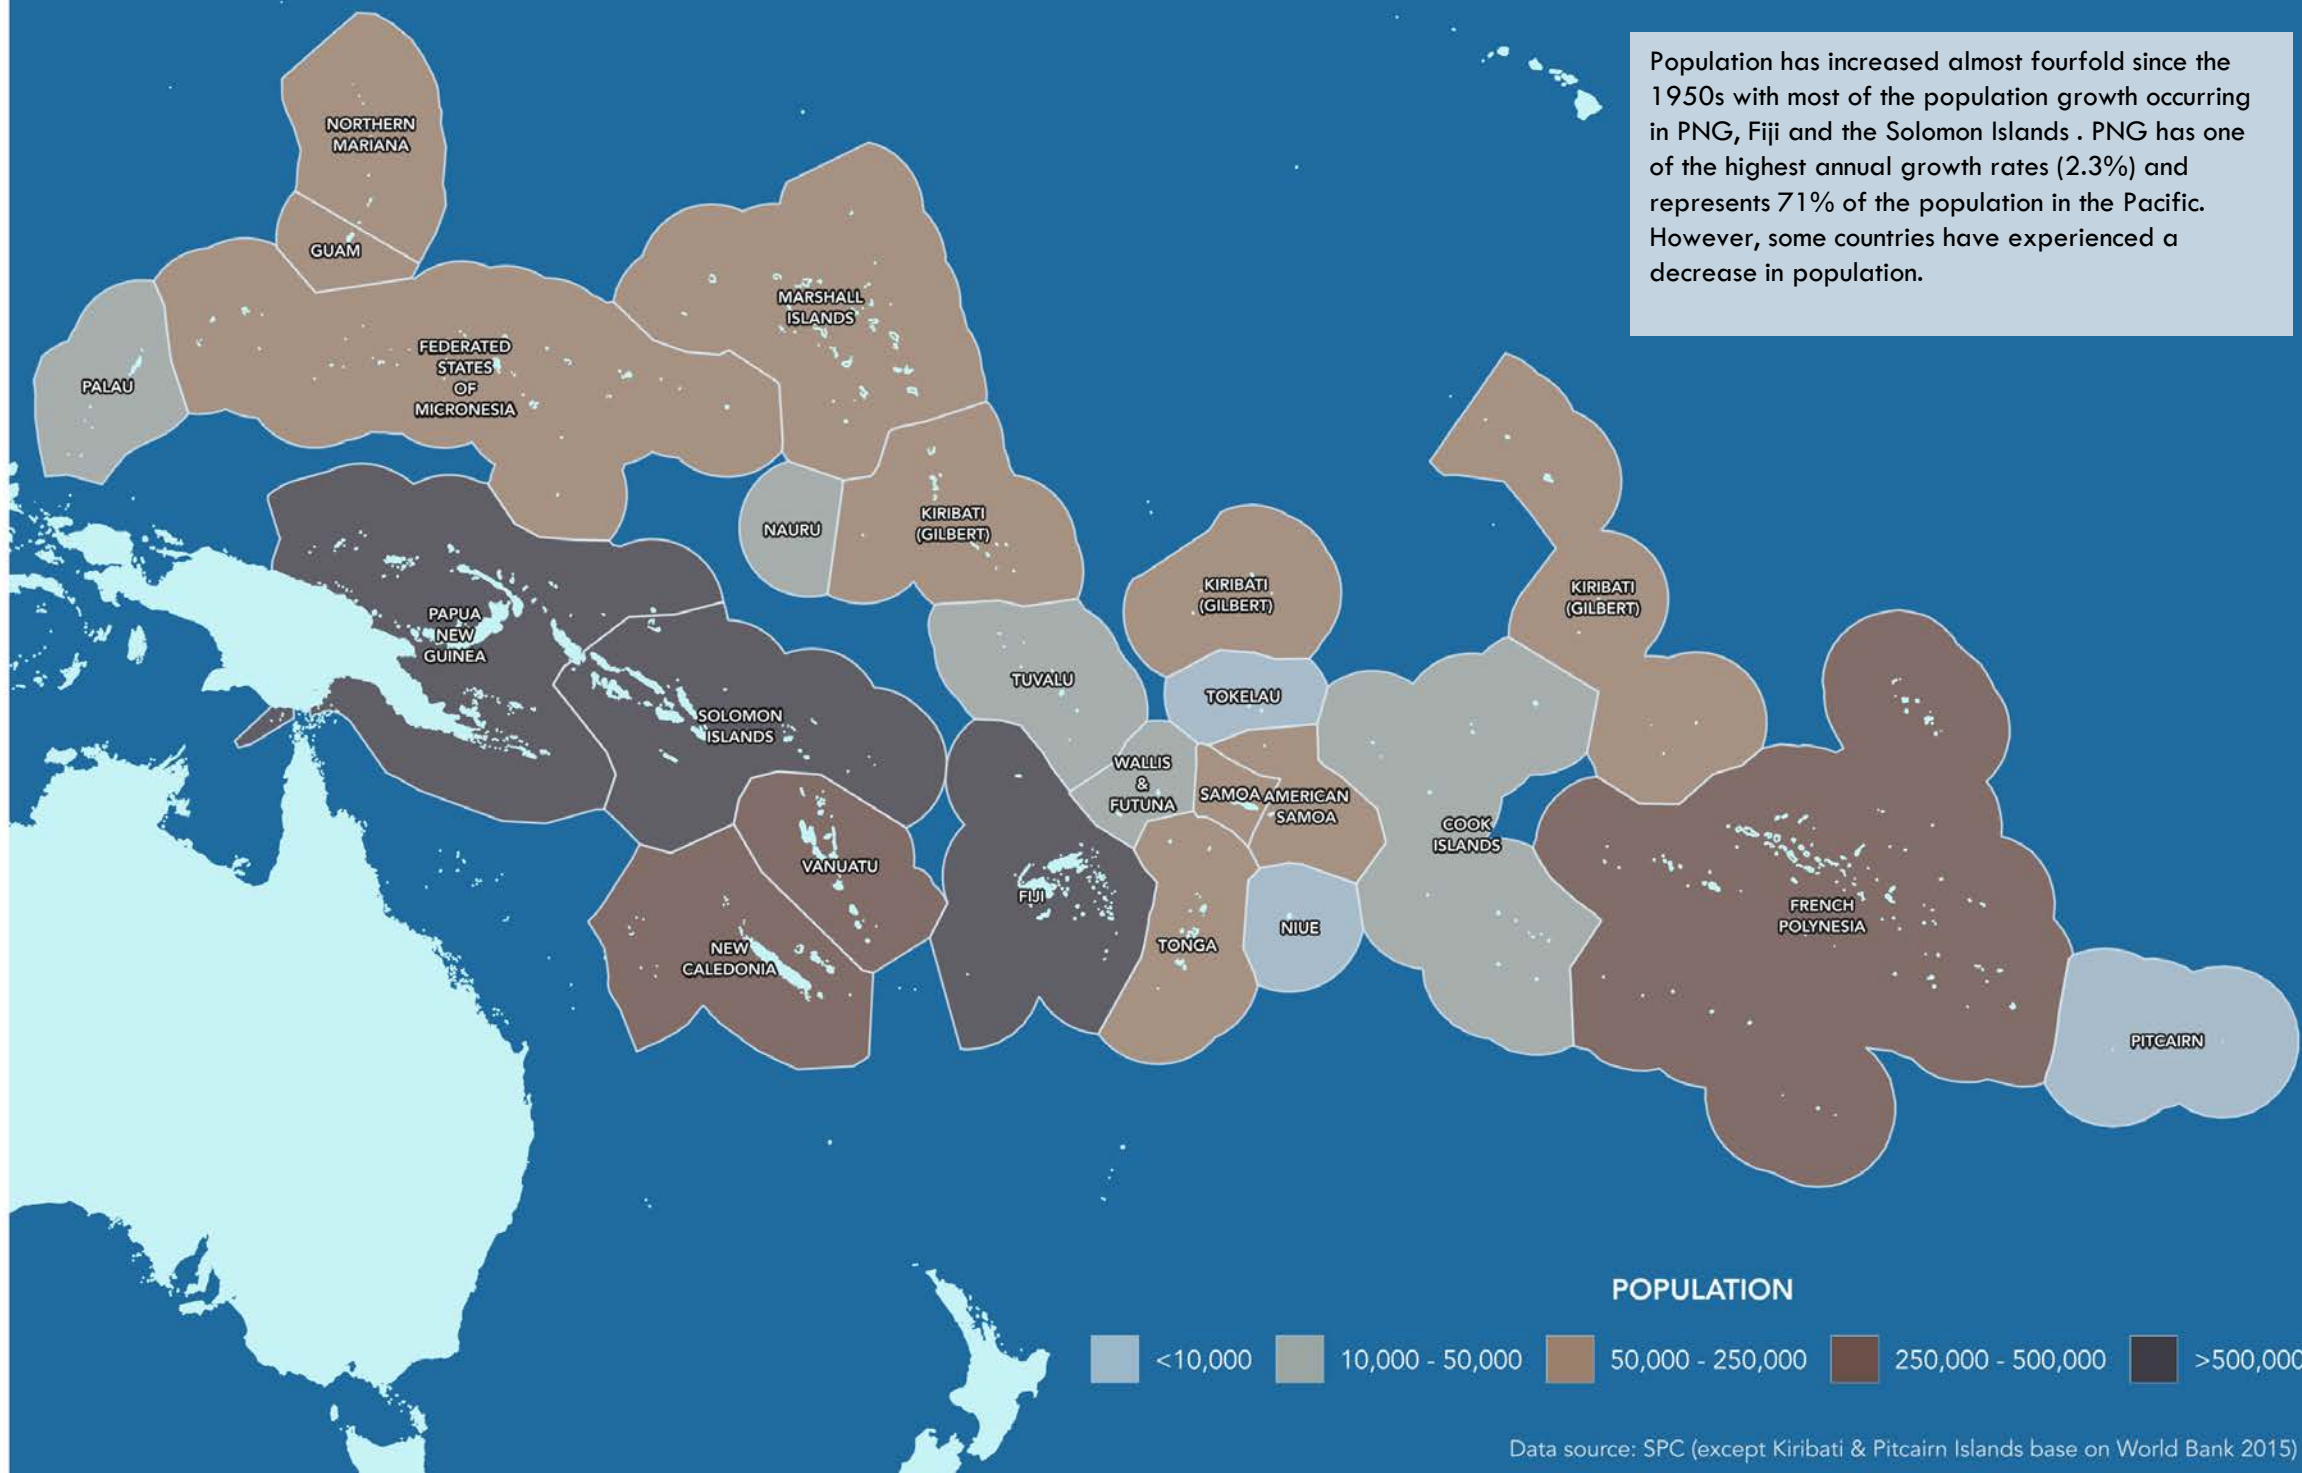 Population has increased almost fourfold since the
1950s with most of the population growth occurring
in PNG, Fiji and the Solomon Islands . PNG has one
of the highest annual growth rates (2.3%) and
represents 71% of the population in the Pacific.
However, some countries have experienced a
decrease in population.
NORTHERN
MARIANA
GUAM
MARSHALL
ISLANDS
FEDERATED
STATES
OF
MICRONESIA
PALAU
KIRIBATI
(GILBERT)
NAURU
KIRIBATI
(GILBERT)
KIRIBATI
(GILBERT)
PAPUA
NEW
GUINEA
TUVALU
TOKELAU
SOLOMON
ISLANDS
WALLIS
&
FUTUNA
SAMOA
AMERICAN
SAMOA
COOK
ISLANDS
VANUATU
FIJI
FRENCH
POLYNESIA
NIUE
TONGA
NEW
CALEDONIA
PITCAIRN
POPULATION
<10,000
10,000 - 50,000
50,000 - 250,000
250,000 - 500,000
>500,000
Data source: SPC (except Kiribati & Pitcairn Islands base on World Bank 2015)